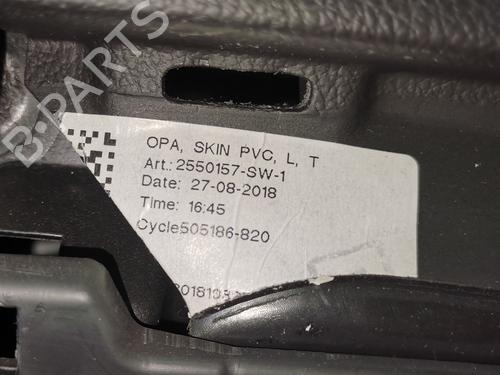 B-PARTS
OPA, SKIN PVC, L, T
Art.:2550157-SW-1
Date: 27-08-2018
Time: 16:45
Cycle505186-820